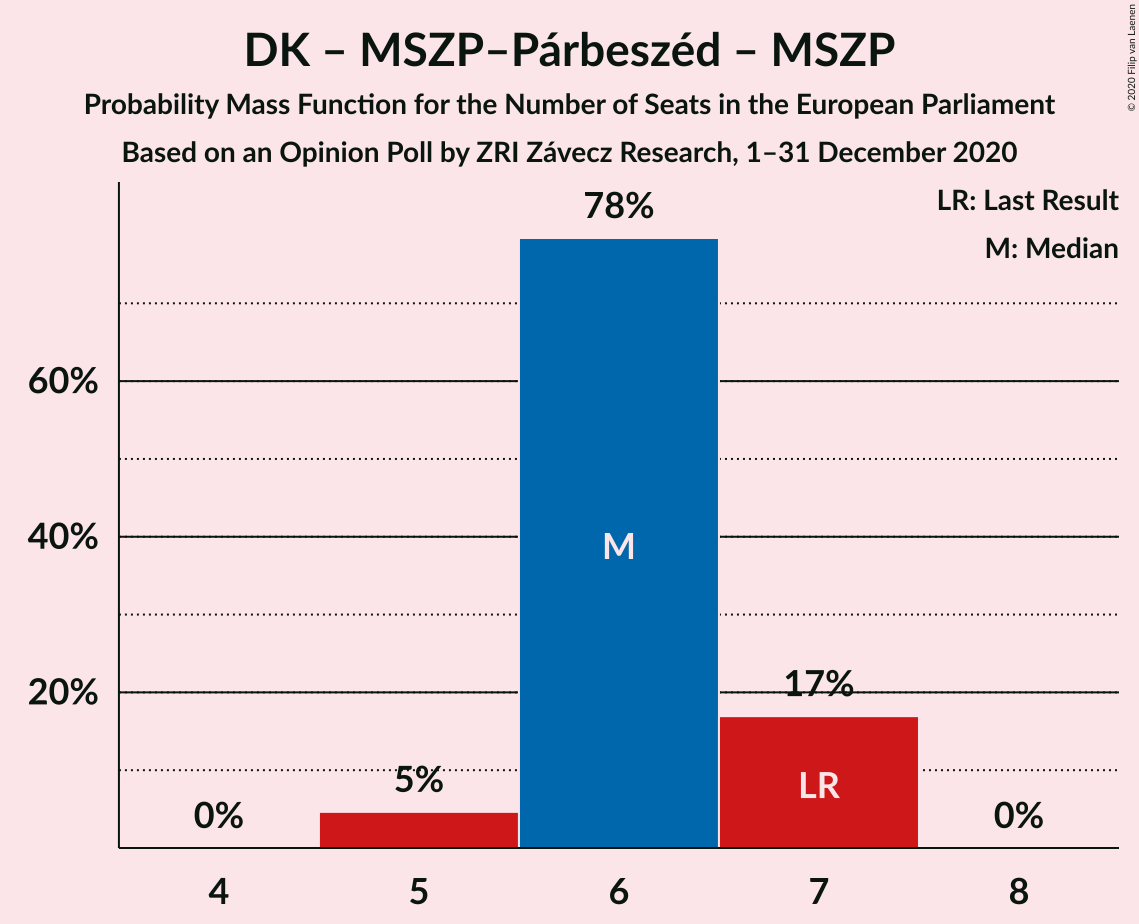 DK – MSZP–Párbeszéd – MSZP
Probability Mass Function for the Number of Seats in the European Parliament
Based on an Opinion Poll by ZRI Závecz Research, 1–31 December 2020
© 2020 Filip van Laenen
LR: Last Result
M: Median
78%
60%
40%
20%
M
17%
LR
5%
0%
0%
4
5
6
7
8